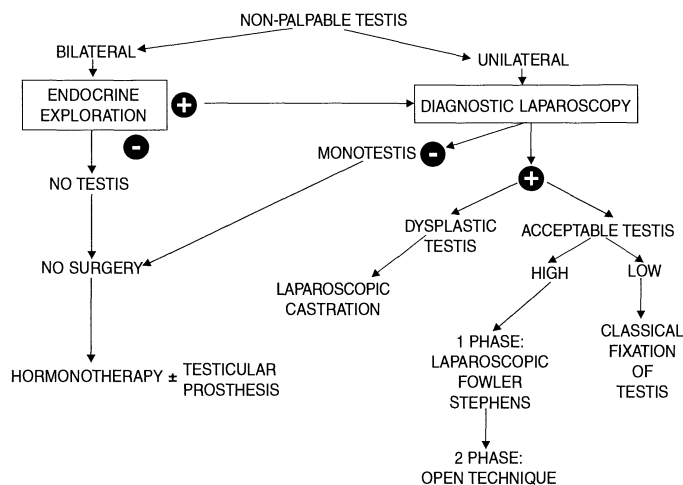 NON-PALPABLE TESTIS
BILATERAL
UNILATERAL
ENDOCRINE
EXPLORATION
+
DIAGNOSTIC LAPAROSCOPY
-
MONOTESTIS -
+
NO TESTIS
DYSPLASTIC
TESTIS
ACCEPTABLE TESTIS
NO SURGERY
HIGH
LOW
LAPAROSCOPIC
CASTRATION
CLASSICAL
FIXATION
OF
TESTIS
1 PHASE:
LAPAROSCOPIC
FOWLER
STEPHENS
HORMONOTHERAPY ± TESTICULAR
PROSTHESIS
2 PHASE:
OPEN TECHNIQUE